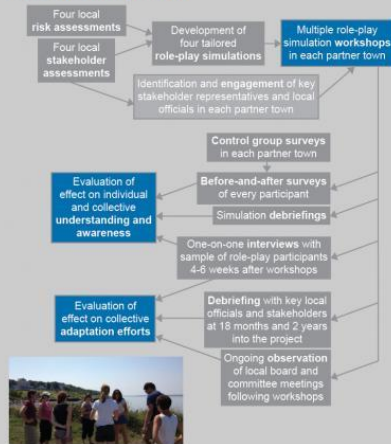 Four local
risk assessments
Four local
stakeholder
assessments
Development of
four tailored
role-play simulations
Multiple role-play
simulation workshops
in each partner town
Identification and engagement of key
stakeholder representatives and local
officials in each partner town
Control group surveys
in each partner town
Before-and-after surveys
of every participant
Simulation debriefings
Evaluation of
effect on individual
and collective
understanding and
awareness
One-on-one interviews with
sample of role-play participants
4-6 weeks after workshops
Evaluation of
effect on collective
adaptation efforts
Debriefing with key local
officials and stakeholders
at 18 months and 2 years
into the project
Ongoing observation
of local board and
committee meetings
following workshops